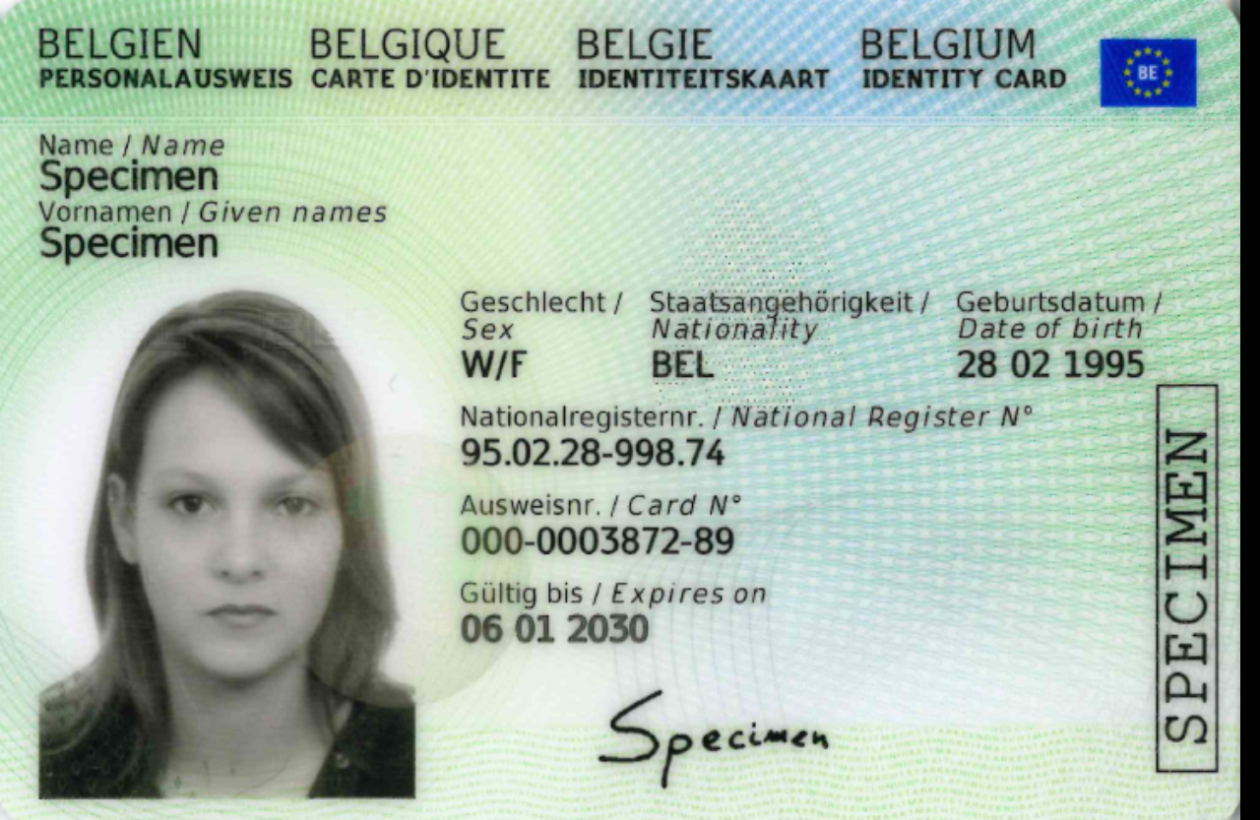 BELGIEN BELGIQUE BELGIE BELGIUM
PERSONALAUSWEIS CARTE D'IDENTITE IDENTITEITSKAART IDENTITY CARD
BE
Name / Name
Specimen
Vornamen / Given names
Specimen
Geschlecht / Staatsangehörigkeit / Geburtsdatum /
Sex Nationality Date of birth
W/F BEL 28 02 1995
Nationalregisternr. / National Register N°
95.02.28-998.74
Ausweisnr. / Card N°
000-0003872-89
Gültig bis / Expires on
06 01 2030
Specimen
SPECIMEN